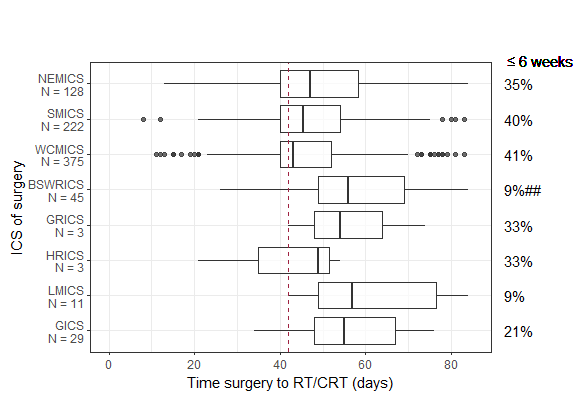 ≤ 6 weeks
NEMICS
N = 128
35%
SMICS
N = 222
40%
WCMICS
N = 375
41%
BSWRICS
N = 45
9%##
GRICS
N = 3
33%
HRICS
N = 3
33%
LMICS
N = 11
9%
GICS
N = 29
21%
ICS of surgery
0 20 40 60 80
Time surgery to RT/CRT (days)